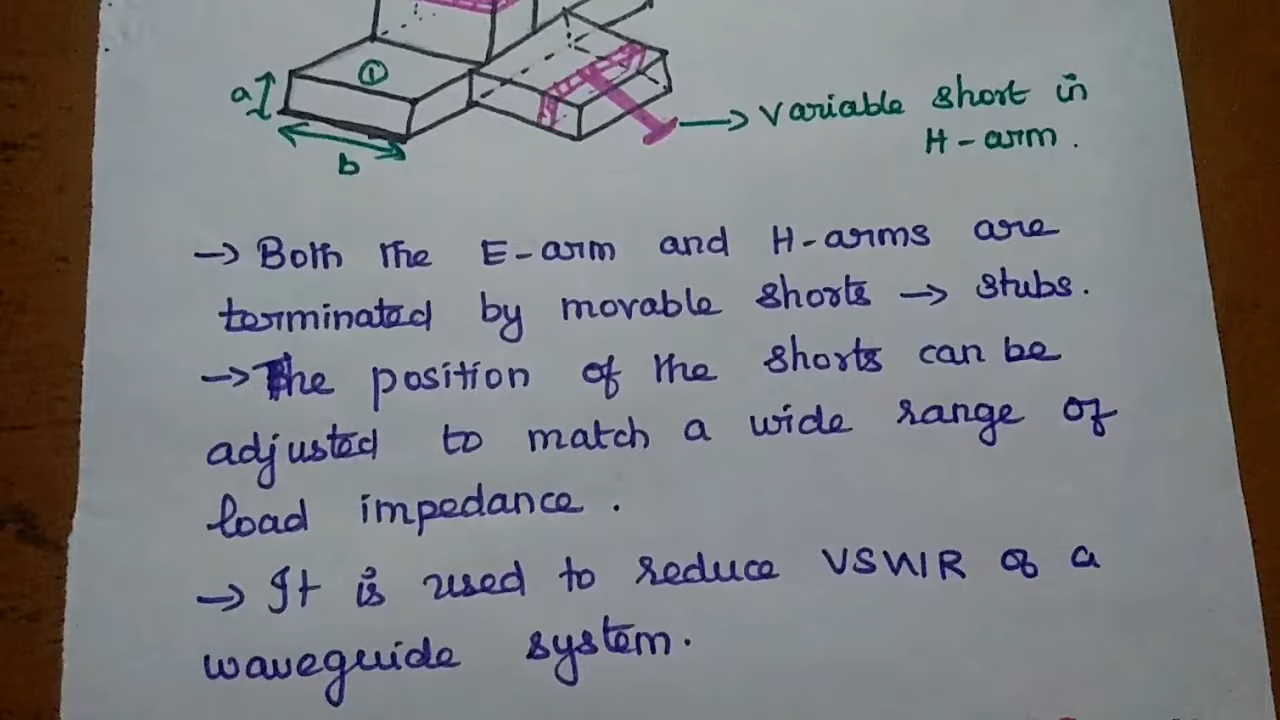 ①
a
b
→ variable short in
H-arm.
→ Both the E-arm and H-arms are
terminated by movable shorts → stubs.
→ The position of the shorts can be
adjusted to match a wide range of
load impedance.
→ It is used to reduce VSWR of a
waveguide system.